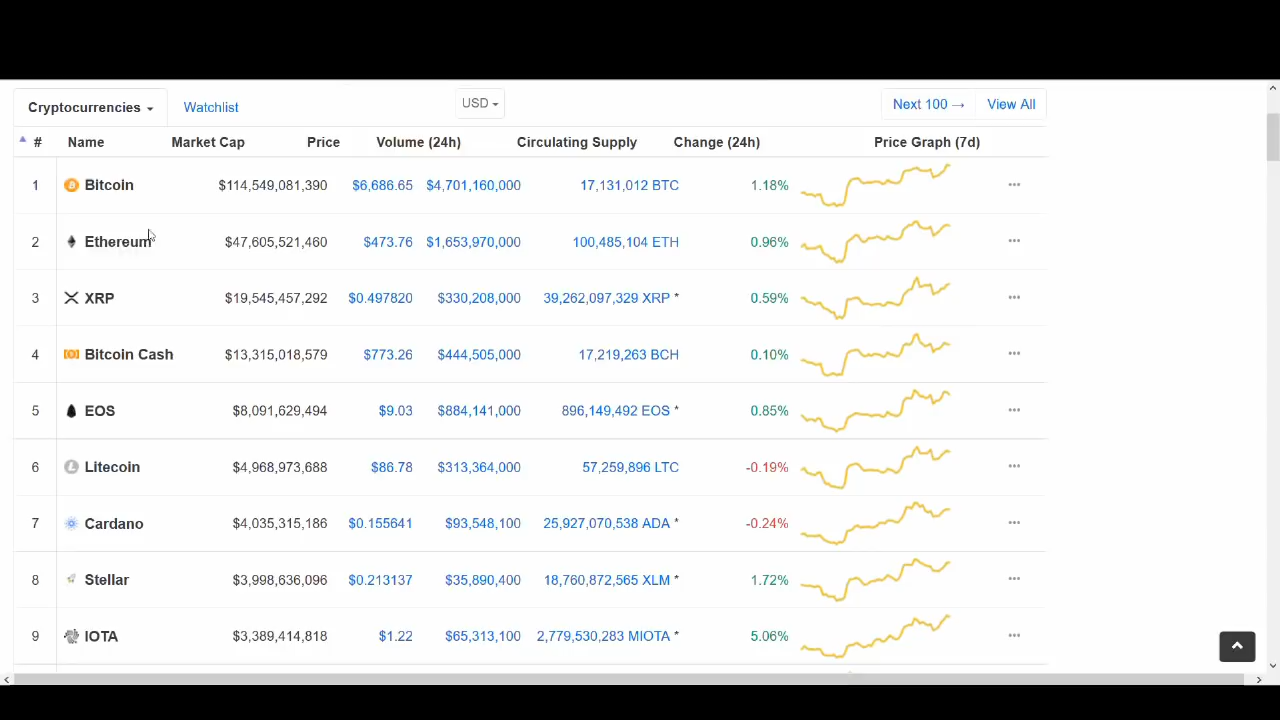 Cryptocurrencies Watchlist USD Next 100 → View All
# Name Market Cap Price Volume (24h) Circulating Supply Change (24h) Price Graph (7d)
1 Bitcoin $114,549,081,390 $6,686.65 $4,701,160,000 17,131,012 BTC 1.18%
2 Ethereum $47,605,521,460 $473.76 $1,653,970,000 100,485,104 ETH 0.96%
3 XRP $19,545,457,292 $0.497820 $330,208,000 39,262,097,329 XRP * 0.59%
4 Bitcoin Cash $13,315,018,579 $773.26 $444,505,000 17,219,263 BCH 0.10%
5 EOS $8,091,629,494 $9.03 $884,141,000 896,149,492 EOS * 0.85%
6 Litecoin $4,968,973,688 $86.78 $313,364,000 57,259,896 LTC -0.19%
7 Cardano $4,035,315,186 $0.155641 $93,548,100 25,927,070,538 ADA * -0.24%
8 Stellar $3,998,636,096 $0.213137 $35,890,400 18,760,872,565 XLM * 1.72%
9 IOTA $3,389,414,818 $1.22 $65,313,100 2,779,530,283 MIOTA * 5.06%